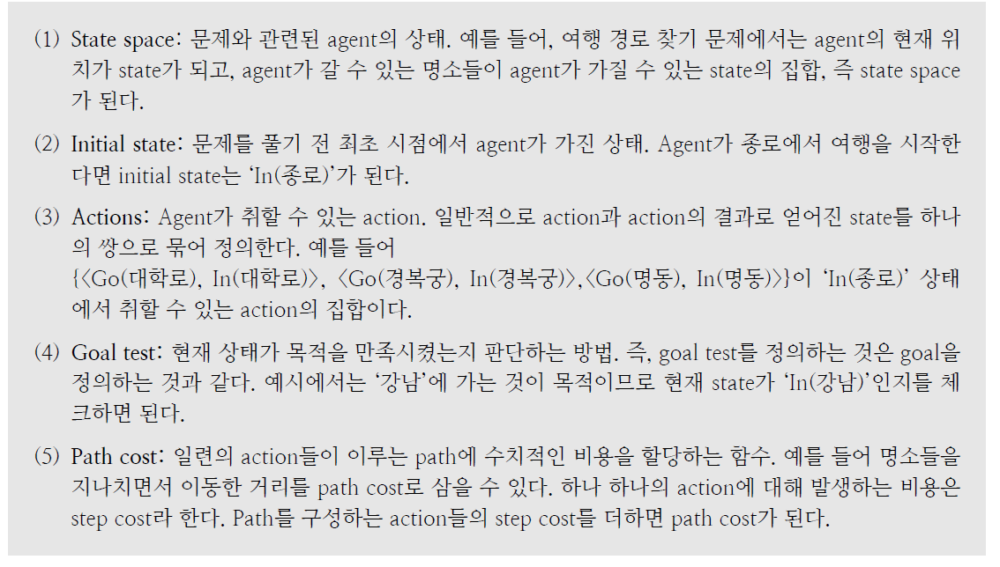 (1) State space: 문제와 관련된 agent의 상태. 예를 들어, 여행 경로 찾기 문제에서는 agent의 현재 위
치가 state가 되고, agent가 갈 수 있는 명소들이 agent가 가질 수 있는 state의 집합, 즉 state space
가 된다.
(2) Initial state: 문제를 풀기 전 최초 시점에서 agent가 가진 상태. Agent가 종로에서 여행을 시작한
다면 initial state는 ‘In(종로)’가 된다.
(3) Actions: Agent가 취할 수 있는 action. 일반적으로 action과 action의 결과로 얻어진 state를 하나
의 쌍으로 묶어 정의한다. 예를 들어
{〈Go(대학로), In(대학로)〉, 〈Go(경복궁), In(경복궁)〉,〈Go(명동), In(명동)〉}이 ‘In(종로)’ 상태
에서 취할 수 있는 action의 집합이다.
(4) Goal test: 현재 상태가 목적을 만족시켰는지 판단하는 방법. 즉, goal test를 정의하는 것은 goal을
정의하는 것과 같다. 예시에서는 ‘강남’에 가는 것이 목적이므로 현재 state가 ‘In(강남)’인지를 체
크하면 된다.
(5) Path cost: 일련의 action들이 이루는 path에 수치적인 비용을 할당하는 함수. 예를 들어 명소들을
지나치면서 이동한 거리를 path cost로 삼을 수 있다. 하나 하나의 action에 대해 발생하는 비용은
step cost라 한다. Path를 구성하는 action들의 step cost를 더하면 path cost가 된다.